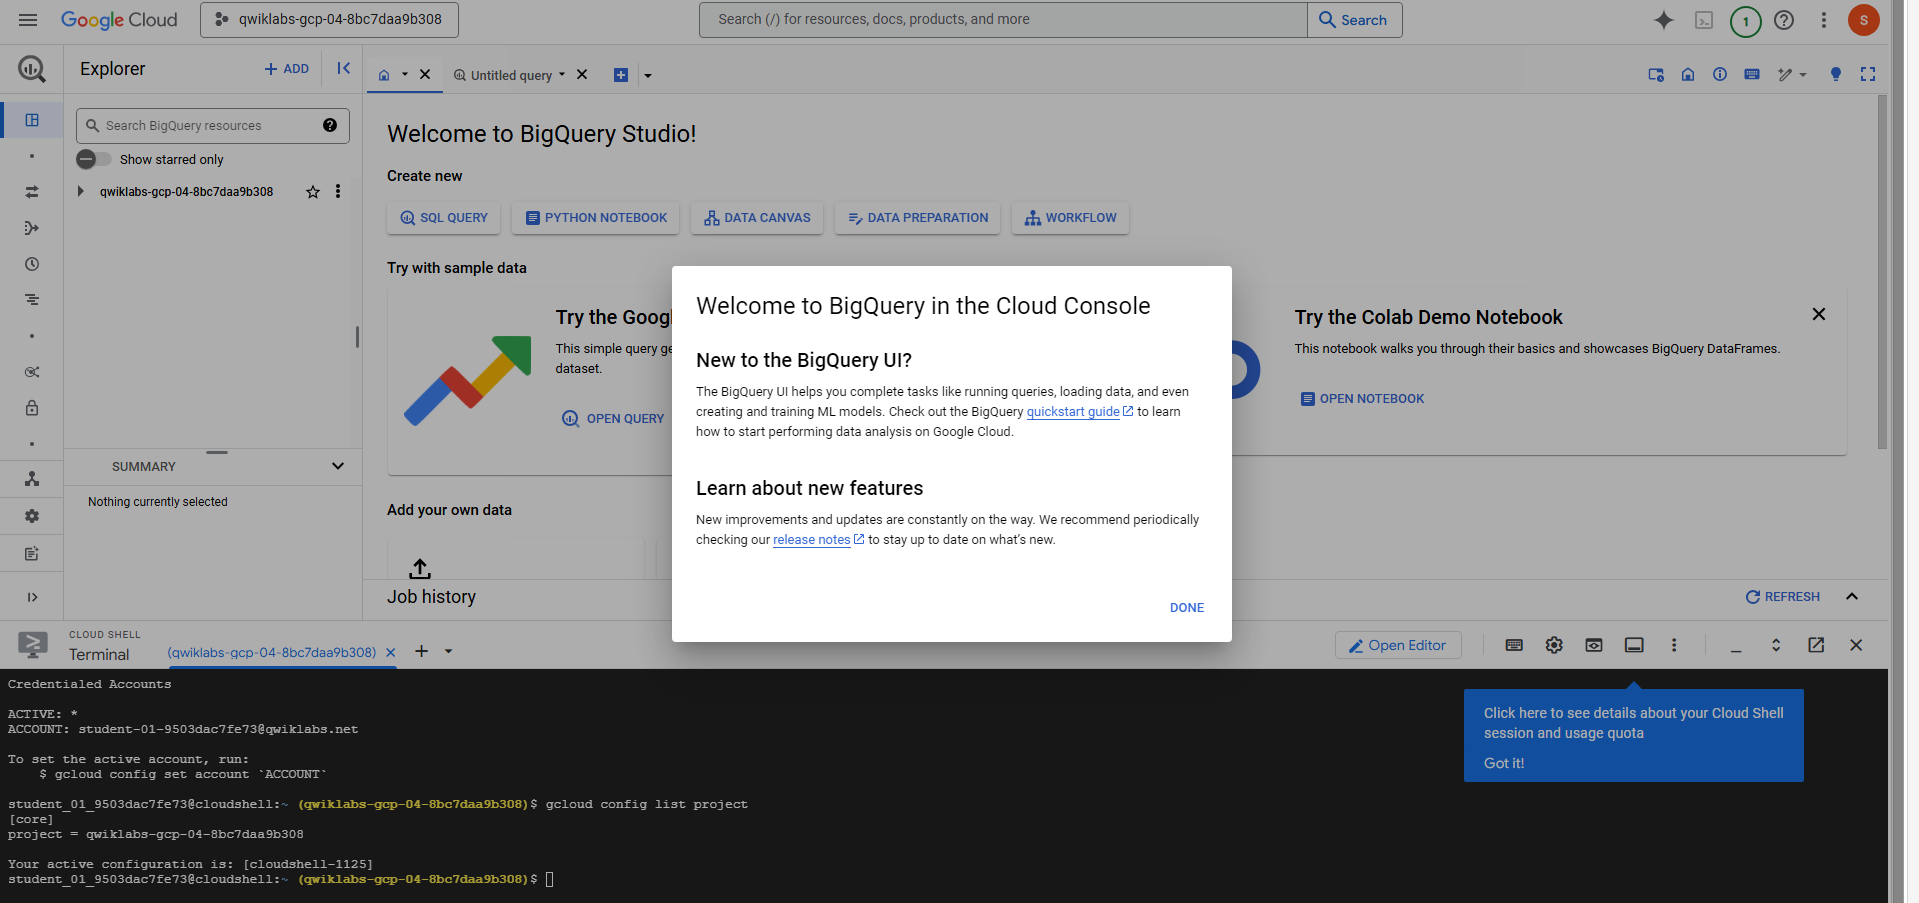 Google Cloud
qwiklabs-gcp-04-8bc7daa9b308
Search (/) for resources, docs, products, and more
Search
1
S
Explorer
+ ADD
Untitled query
Search BigQuery resources
Show starred only
qwiklabs-gcp-04-8bc7daa9b308
SUMMARY
Nothing currently selected
Welcome to BigQuery Studio!
Create new
SQL QUERY
PYTHON NOTEBOOK
DATA CANVAS
DATA PREPARATION
WORKFLOW
Try with sample data
Try the Goog
This simple query ge
dataset.
OPEN QUERY
Try the Colab Demo Notebook
This notebook walks you through their basics and showcases BigQuery DataFrames.
OPEN NOTEBOOK
Add your own data
Job history
REFRESH
Welcome to BigQuery in the Cloud Console
New to the BigQuery UI?
The BigQuery UI helps you complete tasks like running queries, loading data, and even
creating and training ML models. Check out the BigQuery quickstart guide to learn
how to start performing data analysis on Google Cloud.
Learn about new features
New improvements and updates are constantly on the way. We recommend periodically
checking our release notes to stay up to date on what's new.
DONE
CLOUD SHELL
Terminal
(qwiklabs-gcp-04-8bc7daa9b308)
Open Editor
Credentialed Accounts
ACTIVE: *
ACCOUNT: student-01-9503dac7fe73@qwiklabs.net
To set the active account, run:
$ gcloud config set account `ACCOUNT`
student_01_9503dac7fe73@cloudshell:~ (qwiklabs-gcp-04-8bc7daa9b308)$ gcloud config list project
[core]
project = qwiklabs-gcp-04-8bc7daa9b308
Your active configuration is: [cloudshell-1125]
student_01_9503dac7fe73@cloudshell:~ (qwiklabs-gcp-04-8bc7daa9b308)$
Click here to see details about your Cloud Shell
session and usage quota
Got it!